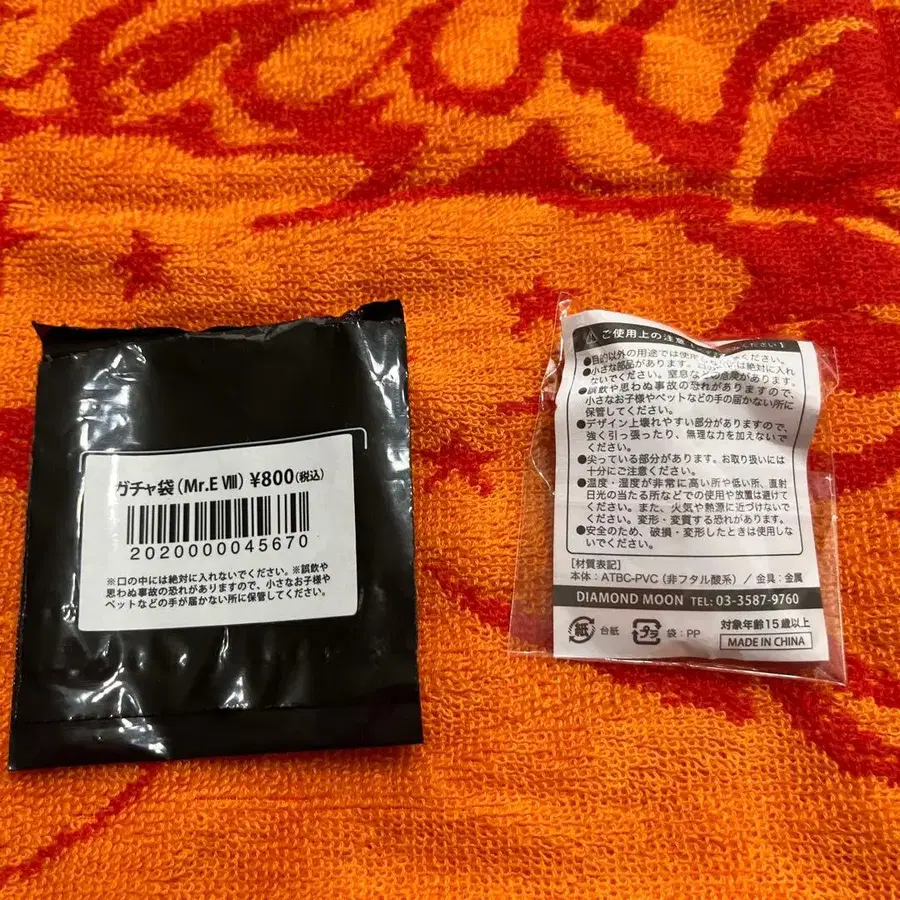 ガチャ袋(Mr.E Ⅷ) ¥800(税込)
2020000045670
※口の中には絶対に入れないでください。※誤飲や
思わぬ事故の恐れがありますので、小さなお子様や
ペットなどの手が届かない所に保管してください。
ご使用上の注意
●目的以外の用途では使用
●小さな部品があります。
ないでください。窒息などの危険があります。
●誤飲や思わぬ事故の恐れがありますので、
小さなお子様やペットなどの手の届かない所に
保管してください。
●デザイン上壊れやすい部分がありますので、
強く引っ張ったり、無理な力を加えないで
ください。
●尖っている部分があります。お取り扱いには
十分にご注意ください。
●温度・湿度が非常に高い所や低い所、直射
日光の当たる所などでの使用や放置は避けて
ください。また、火気や熱源に近づけないで
ください。変形・変質する恐れがあります。
●安全のため、破損・変形したときは使用しな
いでください。
[材質表記]
本体:ATBC-PVC(非フタル酸系)/ 金具:金属
DIAMOND MOON TEL: 03-3587-9760
紙 台紙 プラ 袋:PP 対象年齢15歳以上
MADE IN CHINA